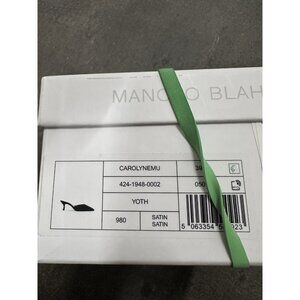 MANO O BLAH
CAROLYNEMU
424-1948-0002
YOTH
980 SATIN
SATIN
5 063354